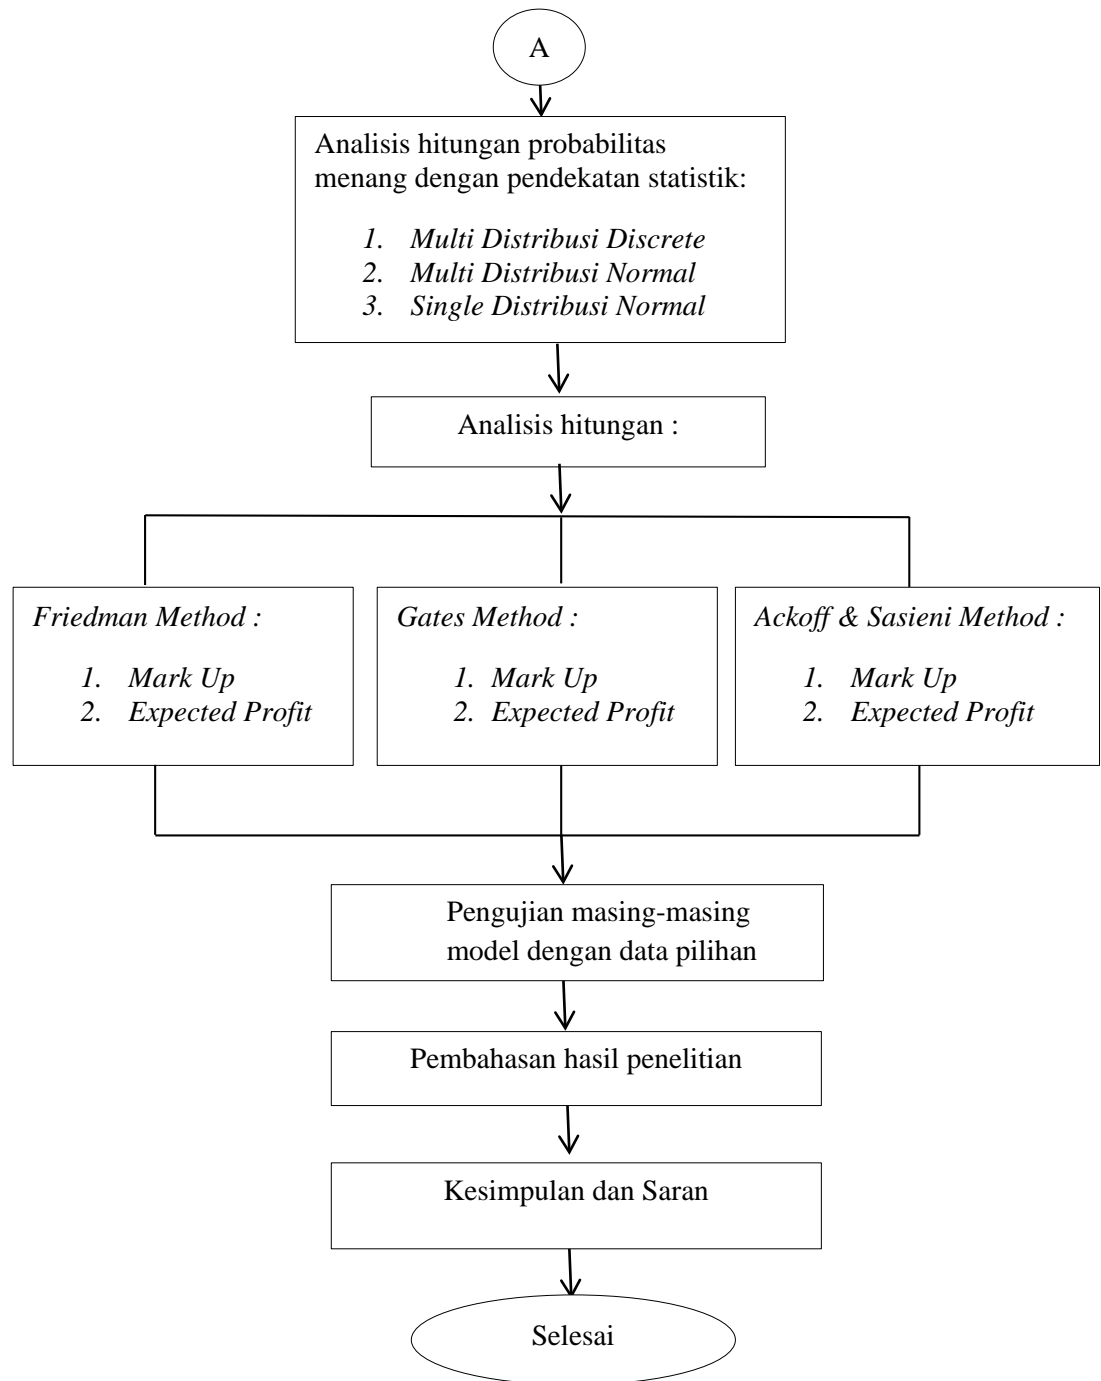 A
Analisis hitungan probabilitas
menang dengan pendekatan statistik:
1. Multi Distribusi Discrete
2. Multi Distribusi Normal
3. Single Distribusi Normal
Analisis hitungan :
Friedman Method :
1. Mark Up
2. Expected Profit
Gates Method :
1. Mark Up
2. Expected Profit
Ackoff & Sasieni Method :
1. Mark Up
2. Expected Profit
Pengujian masing-masing
model dengan data pilihan
Pembahasan hasil penelitian
Kesimpulan dan Saran
Selesai